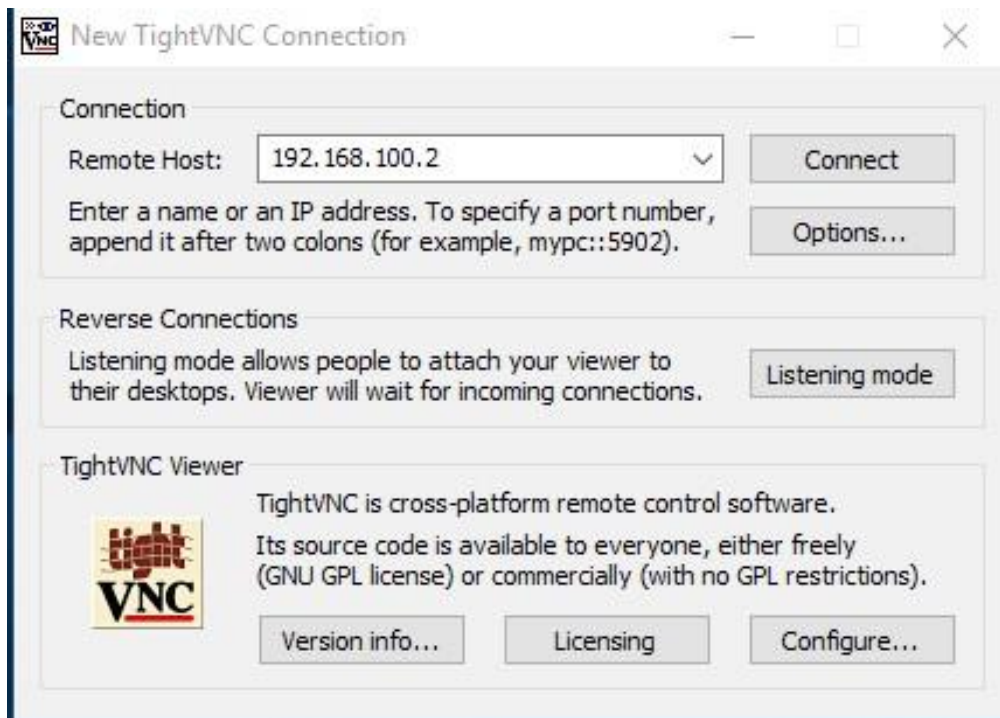 VNC
New TightVNC Connection
Connection
Remote Host:
192.168.100.2
Connect
Enter a name or an IP address. To specify a port number,
append it after two colons (for example, mypc::5902).
Options...
Reverse Connections
Listening mode allows people to attach your viewer to
their desktops. Viewer will wait for incoming connections.
Listening mode
TightVNC Viewer
tight
VNC
TightVNC is cross-platform remote control software.
Its source code is available to everyone, either freely
(GNU GPL license) or commercially (with no GPL restrictions).
Version info...
Licensing
Configure...